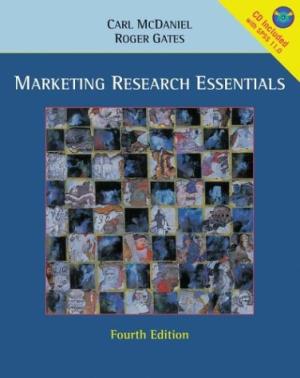 CARL MCDANIEL
ROGER GATES
CD Included
with SPSS 11.0
MARKETING RESEARCH ESSENTIALS
Fourth Edition